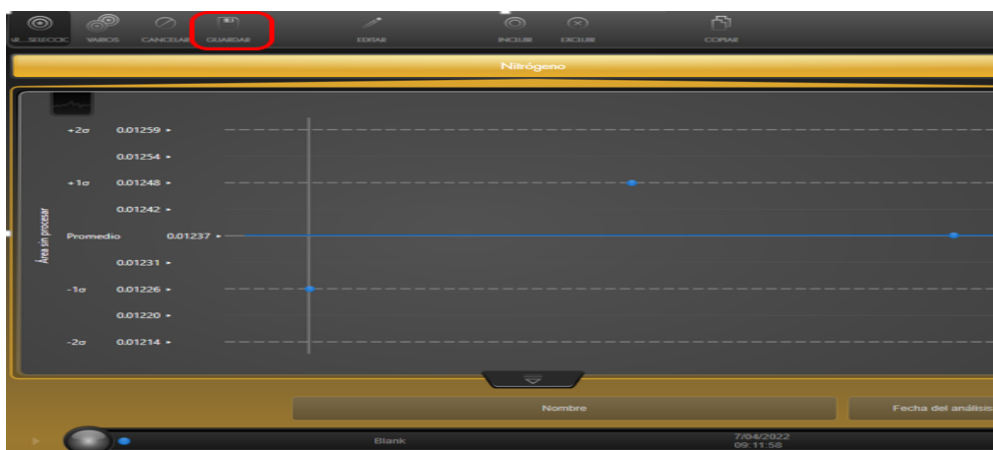 AR...SELECCIC VARIOS CANCELAR GUARDAR EDITAR INCLUIR EXCLUIR COPIAR
Nitrógeno
+2σ 0.01259
0.01254
+1σ 0.01248
0.01242
Área sin procesar
Promedio 0.01237
0.01231
-1σ 0.01226
0.01220
-2σ 0.01214
Nombre Fecha del análisis
Blank 7/04/2022
09:11:58